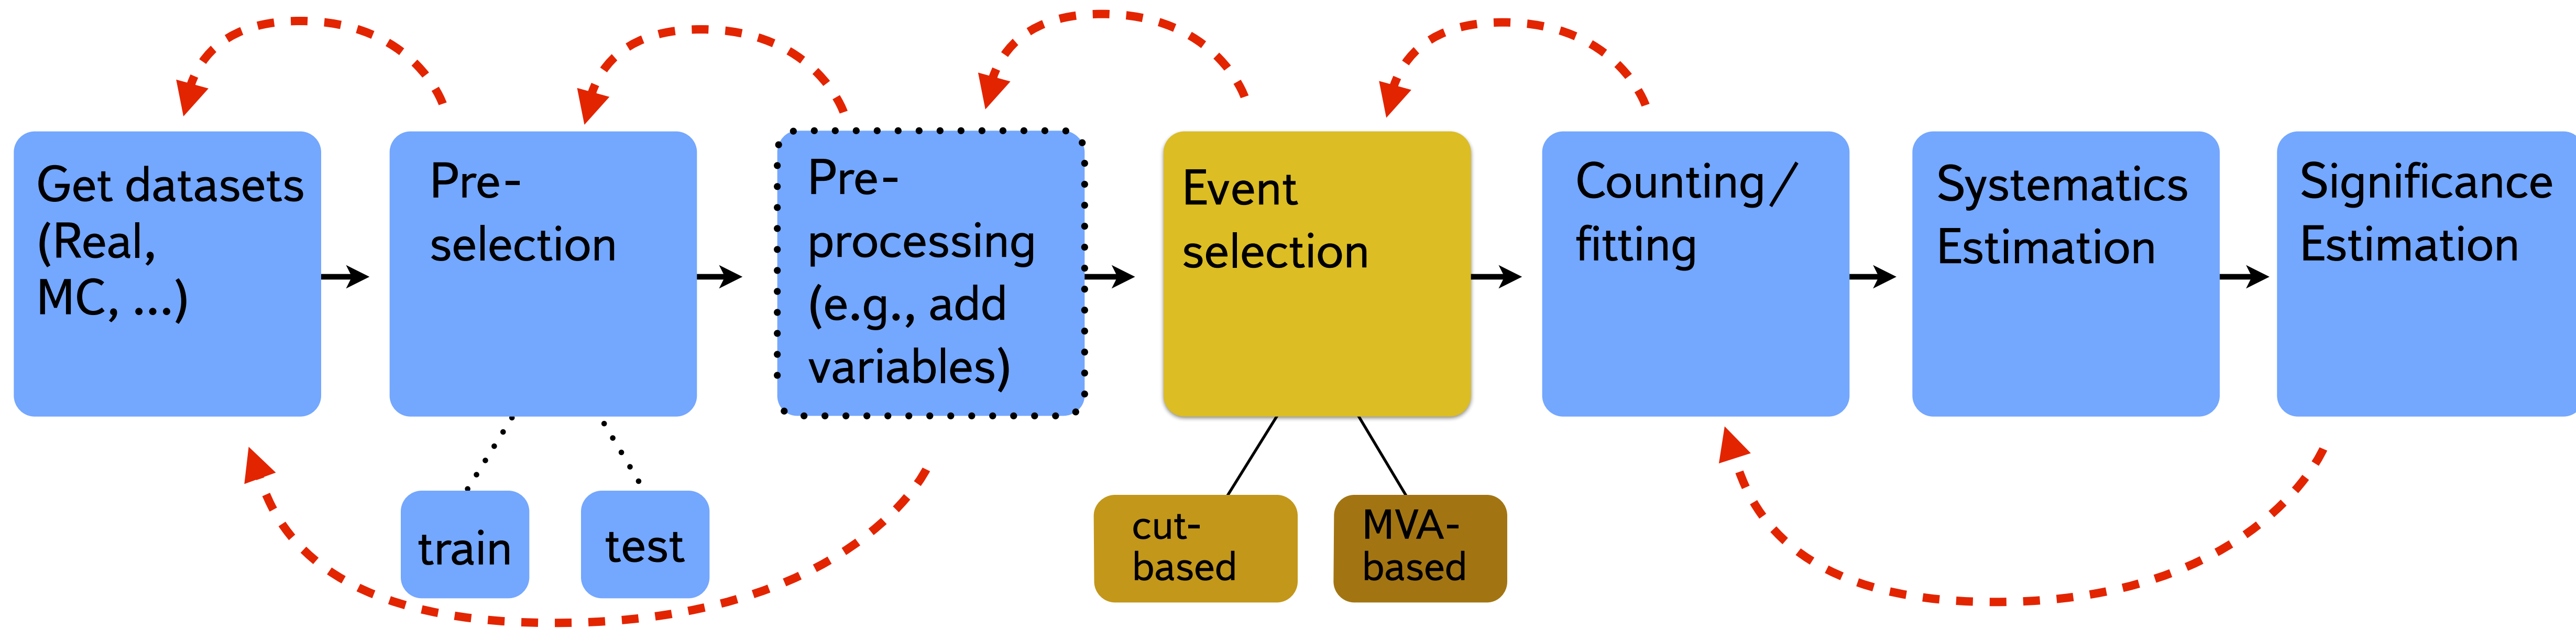 Get datasets
(Real,
MC, ...)
Pre-
selection
Pre-
processing
(e.g., add
variables)
Event
selection
Counting/
fitting
Systematics
Estimation
Significance
Estimation
train
test
cut-
based
MVA-
based